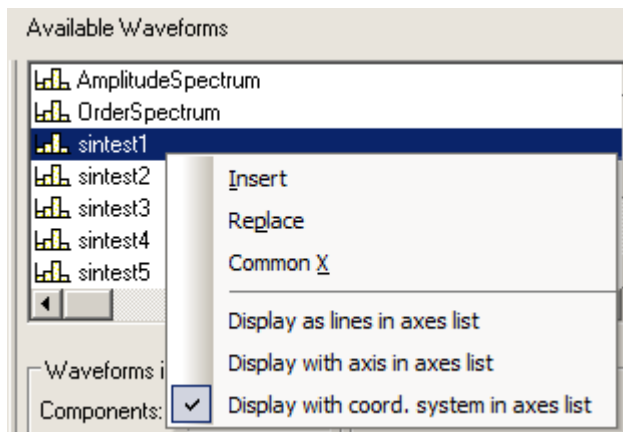 Available Waveforms
AmplitudeSpectrum
OrderSpectrum
sintest1
sintest2
sintest3
sintest4
sintest5
Insert
Replace
Common X
Display as lines in axes list
Display with axis in axes list
Display with coord. system in axes list
Waveforms i
Components: